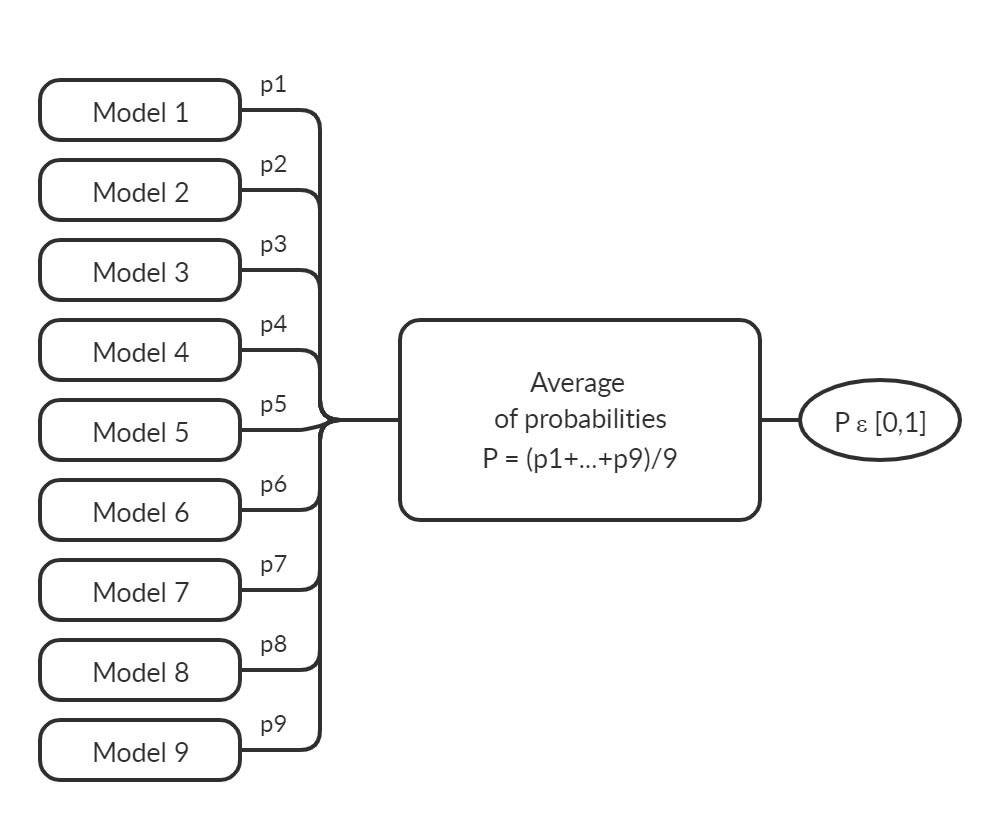 p1
Model 1
p2
Model 2
p3
Model 3
p4
Model 4
p5
Model 5
p6
Model 6
p7
Model 7
p8
Model 8
p9
Model 9
Average
of probabilities
P = (p1+...+p9)/9
P ε [0,1]